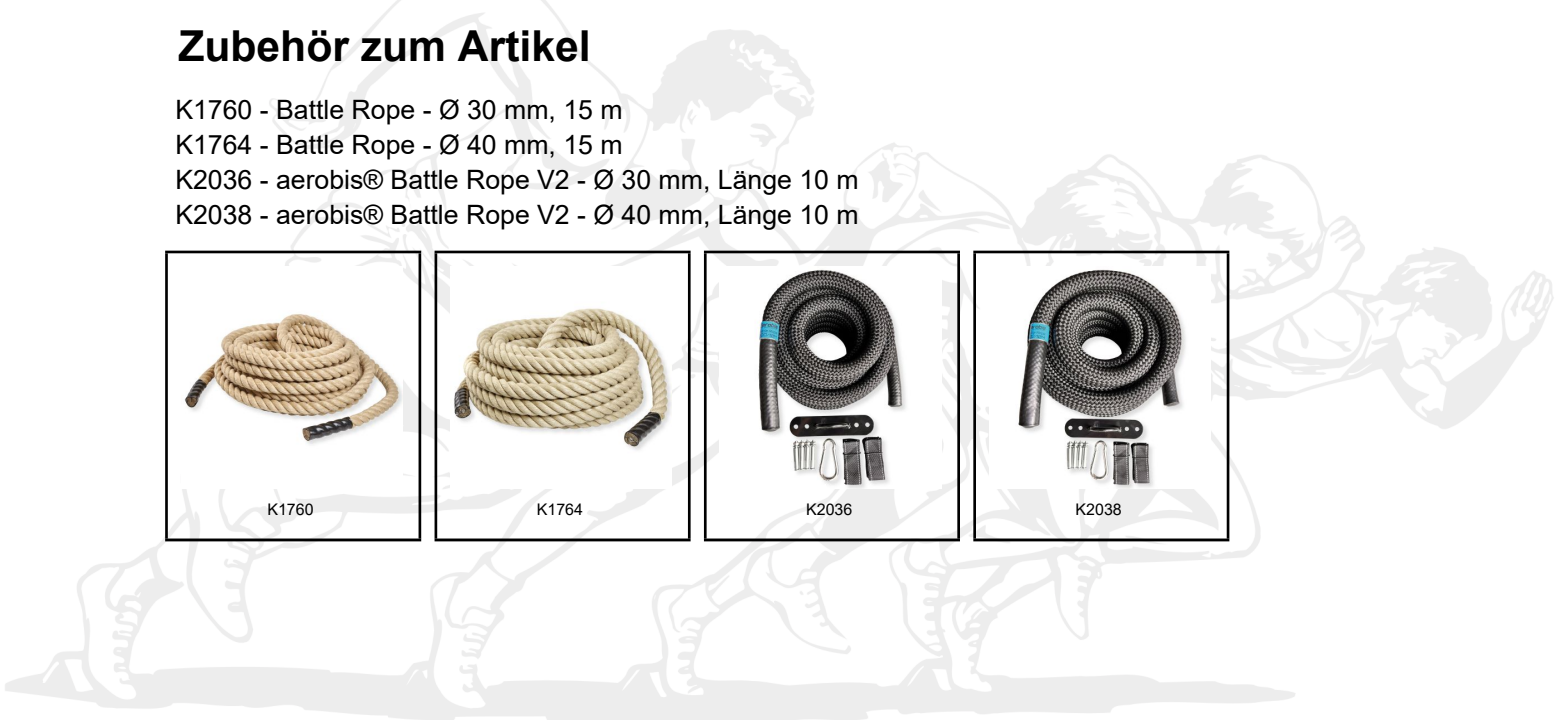 Zubehör zum Artikel
K1760 - Battle Rope - Ø 30 mm, 15 m
K1764 - Battle Rope - Ø 40 mm, 15 m
K2036 - aerobis® Battle Rope V2 - Ø 30 mm, Länge 10 m
K2038 - aerobis® Battle Rope V2 - Ø 40 mm, Länge 10 m
K1760
K1764
K2036
K2038